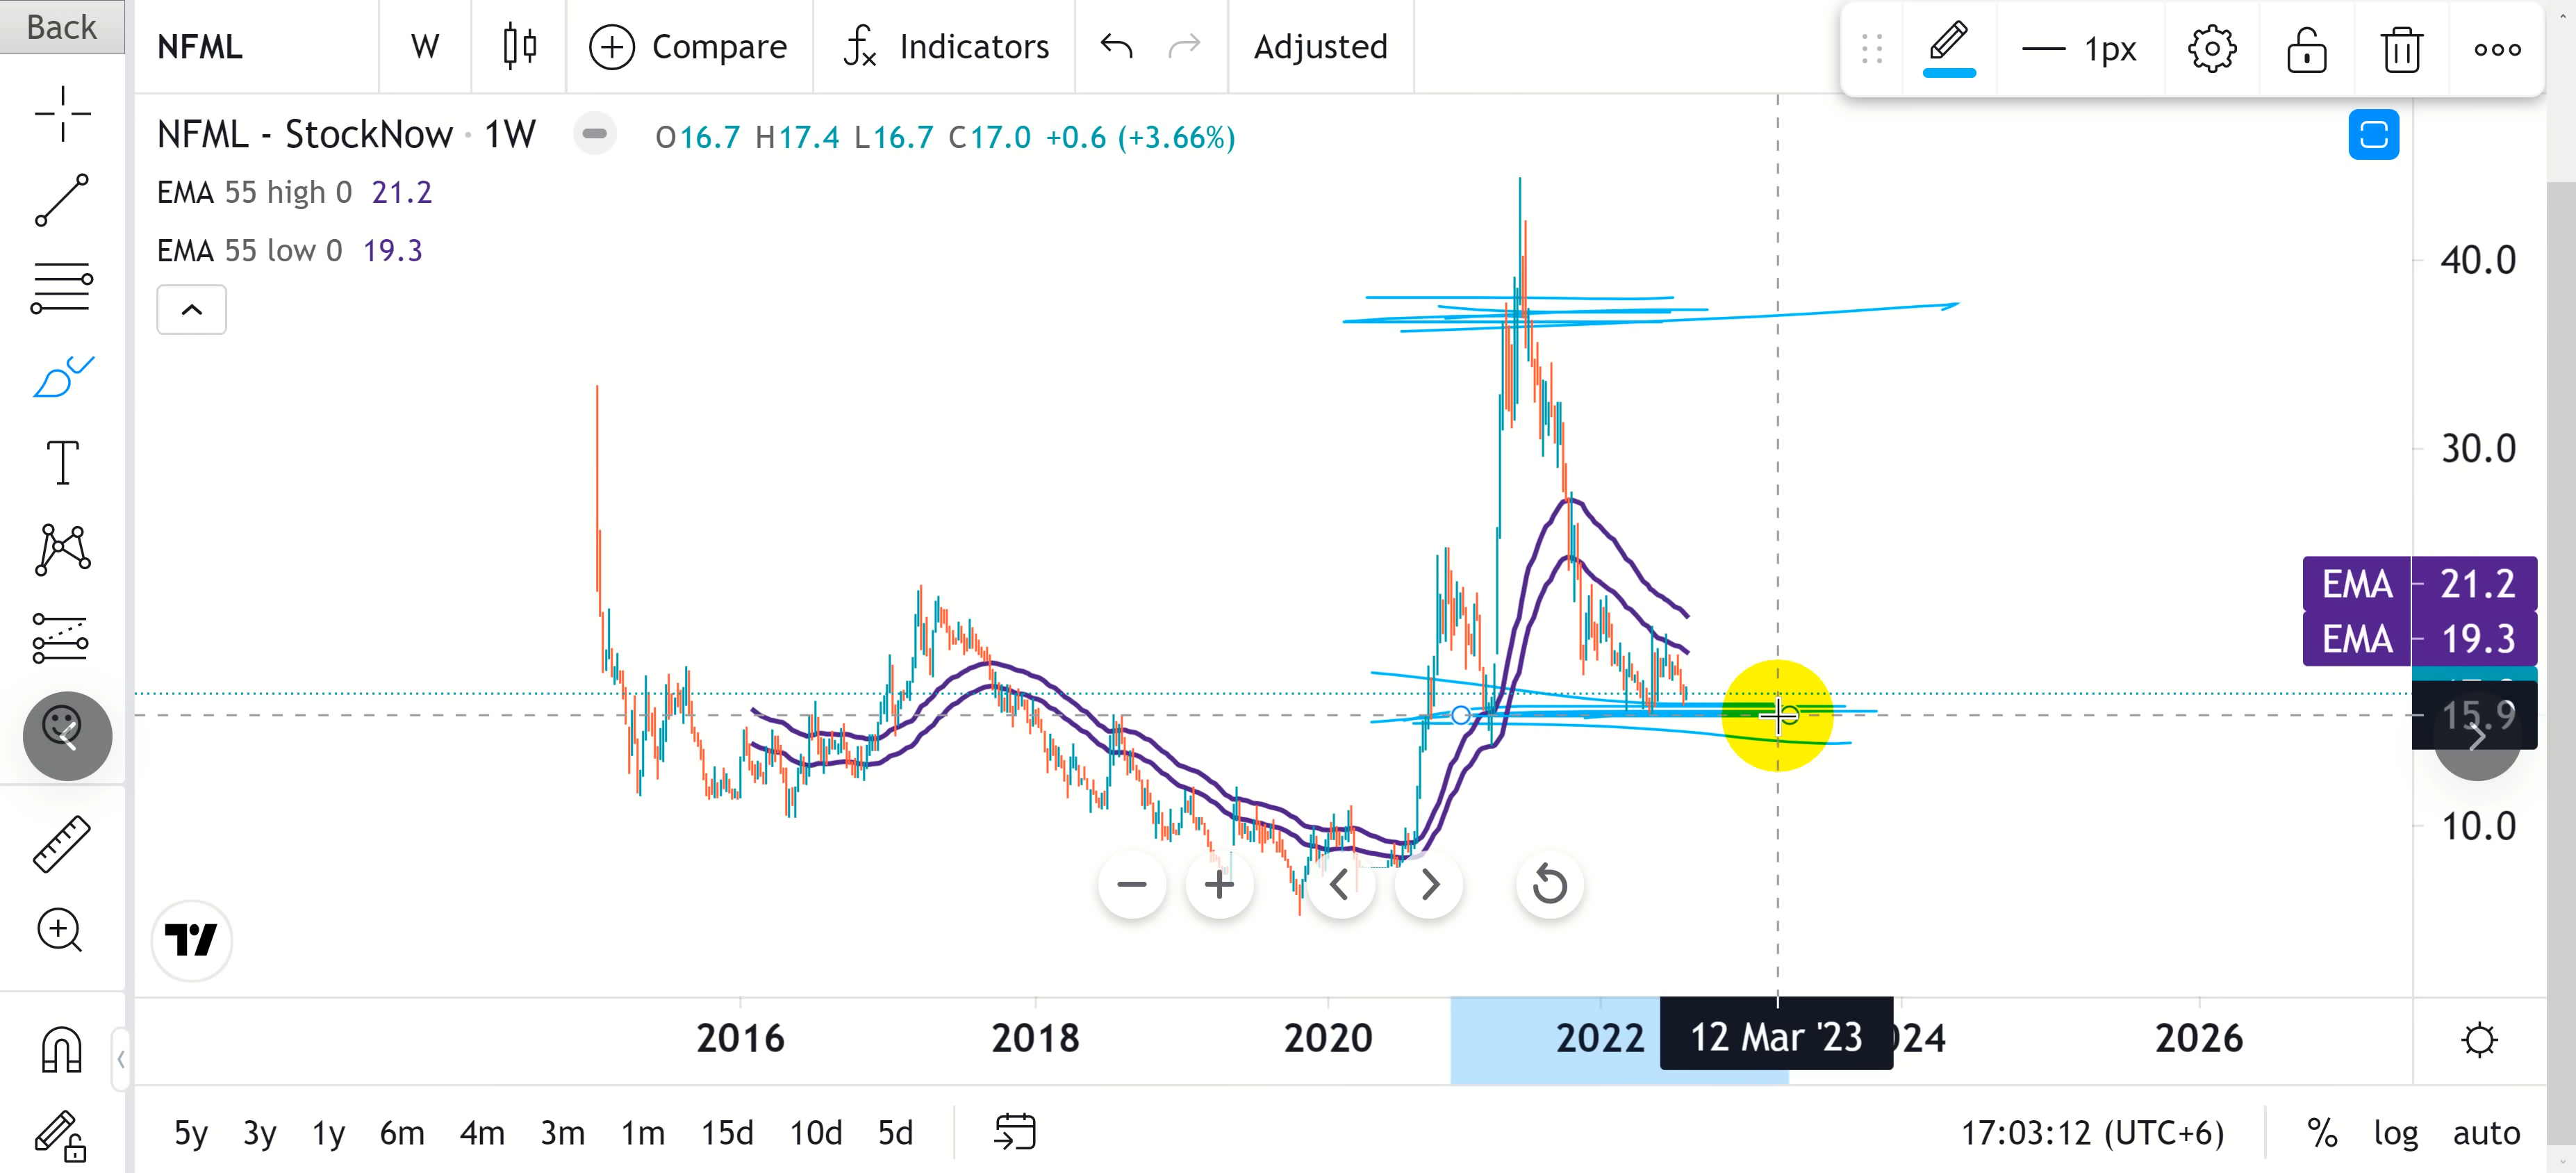 Back
NFML W Compare fx Indicators Adjusted 1px
NFML - StockNow · 1W O16.7 H17.4 L16.7 C17.0 +0.6 (+3.66%)
EMA 55 high 0 21.2
EMA 55 low 0 19.3
40.0
30.0
EMA 21.2
EMA 19.3
15.9
10.0
2016 2018 2020 2022 12 Mar '23 024 2026
5y 3y 1y 6m 4m 3m 1m 15d 10d 5d 17:03:12 (UTC+6) % log auto